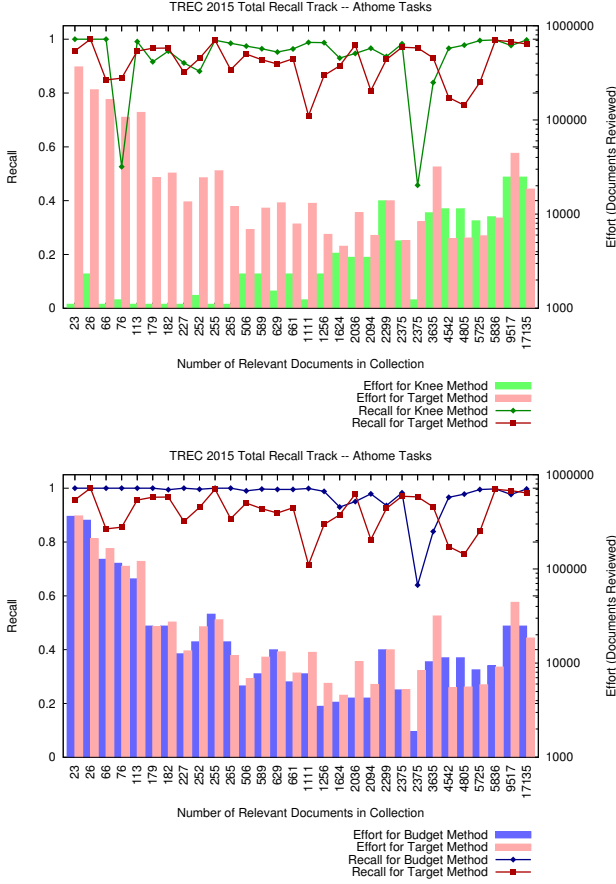 TREC 2015 Total Recall Track -- Athome Tasks
1 1000000
0.8 100000
0.6
0.4 10000
0.2
0 1000
Recall
Effort (Documents Reviewed)
23 26 66 76 113 179 182 227 252 255 265 506 589 629 661 1111 1256 1624 2036 2094 2299 2375 2375 3635 4542 4805 5725 5836 9517 17135
Number of Relevant Documents in Collection
Effort for Knee Method
Effort for Target Method
Recall for Knee Method
Recall for Target Method
TREC 2015 Total Recall Track -- Athome Tasks
1 1000000
0.8 100000
0.6
0.4 10000
0.2
0 1000
Recall
Effort (Documents Reviewed)
23 26 66 76 113 179 182 227 252 255 265 506 589 629 661 1111 1256 1624 2036 2094 2299 2375 2375 3635 4542 4805 5725 5836 9517 17135
Number of Relevant Documents in Collection
Effort for Budget Method
Effort for Target Method
Recall for Budget Method
Recall for Target Method